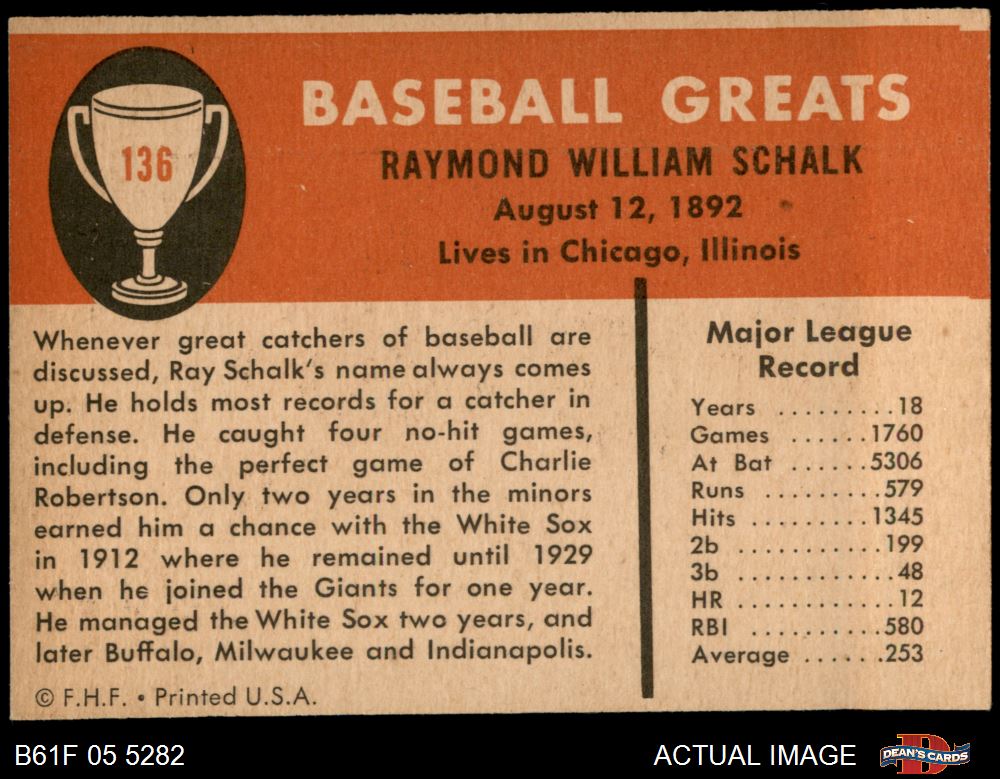 136
BASEBALL GREATS
RAYMOND WILLIAM SCHALK
August 12, 1892
Lives in Chicago, Illinois
Whenever great catchers of baseball are
discussed, Ray Schalk's name always comes
up. He holds most records for a catcher in
defense. He caught four no-hit games,
including the perfect game of Charlie
Robertson. Only two years in the minors
earned him a chance with the White Sox
in 1912 where he remained until 1929
when he joined the Giants for one year.
He managed the White Sox two years, and
later Buffalo, Milwaukee and Indianapolis.
© F.H.F. • Printed U.S.A.
Major League
Record
Years .........18
Games ......1760
At Bat ......5306
Runs .........579
Hits .........1345
2b ...........199
3b ............48
HR ............12
RBI ..........580
Average ......253
B61F 05 5282
ACTUAL IMAGE
DEAN'S CARDS